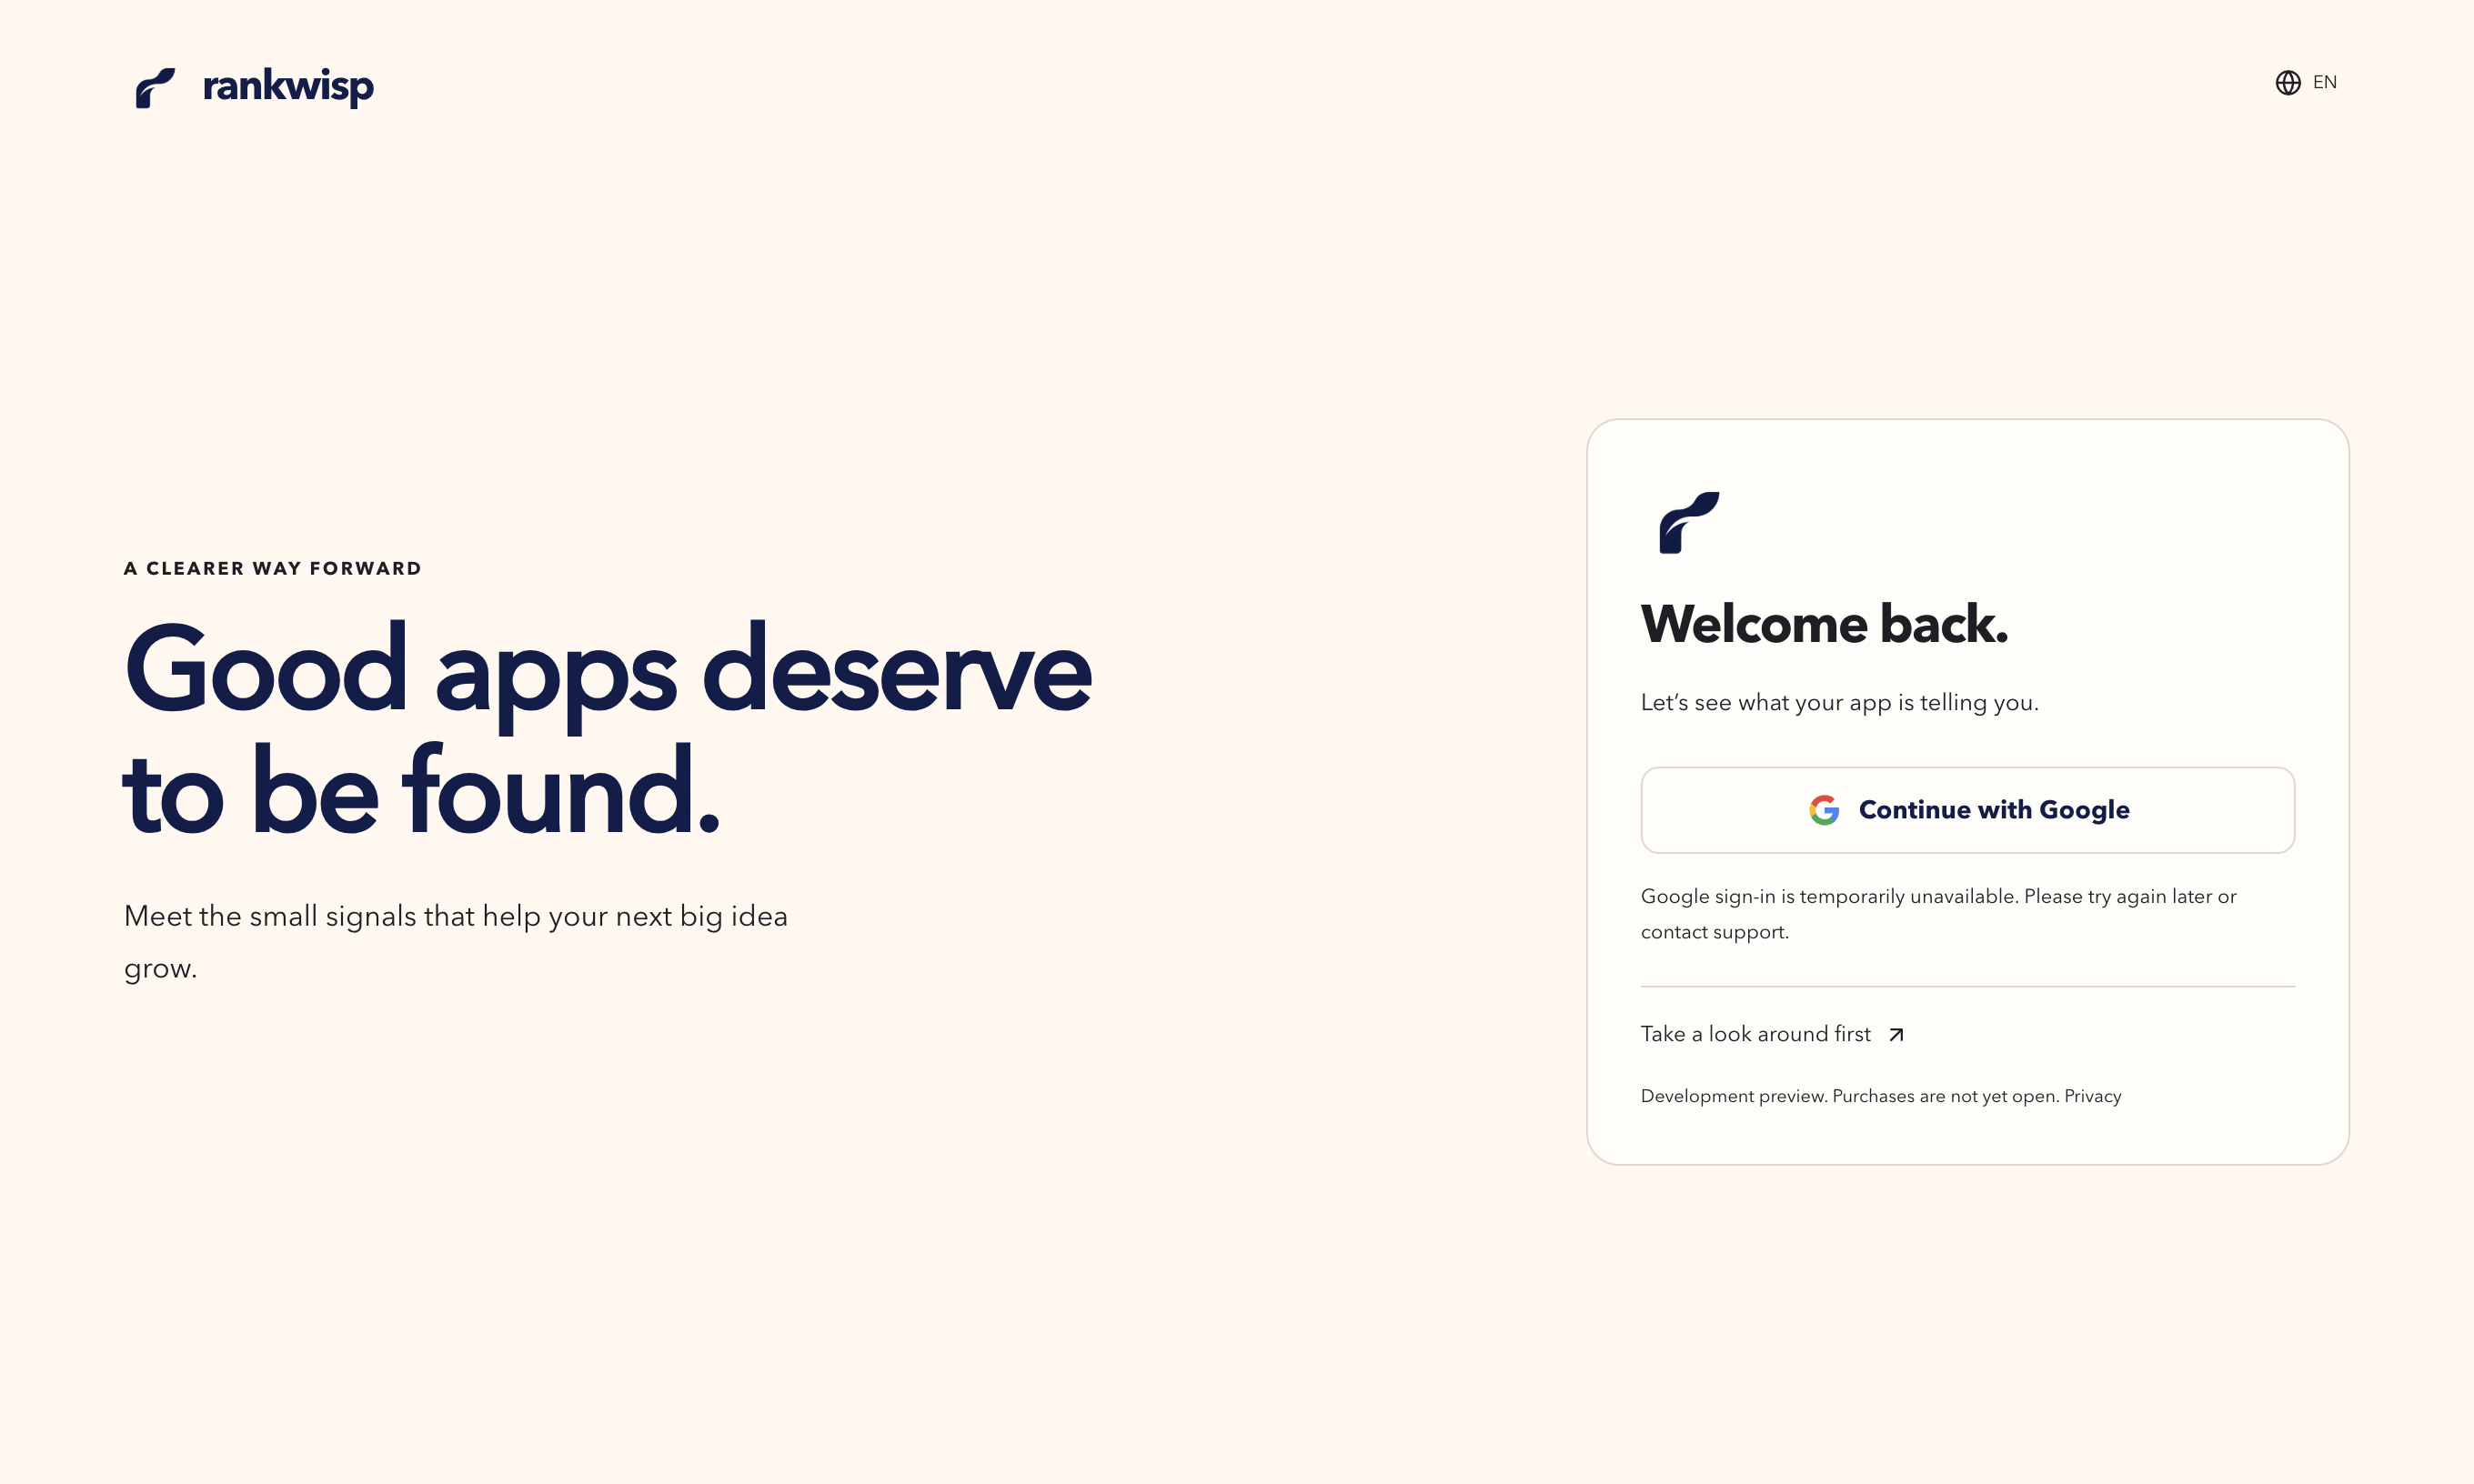 rankwisp
EN
A CLEARER WAY FORWARD
Good apps deserve
to be found.
Meet the small signals that help your next big idea
grow.
Welcome back.
Let’s see what your app is telling you.
Continue with Google
Google sign-in is temporarily unavailable. Please try again later or
contact support.
Take a look around first
Development preview. Purchases are not yet open. Privacy